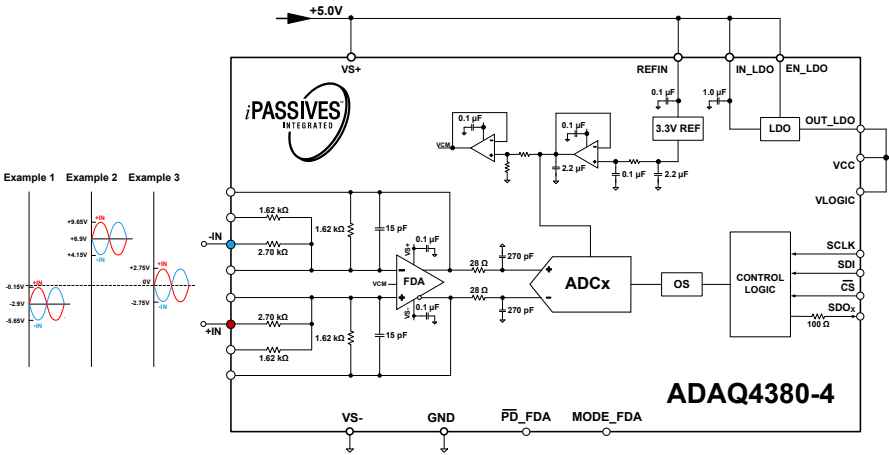 +5.0V
VS+
REFIN
IN_LDO
EN_LDO
iPASSIVES™
INTEGRATED
0.1 µF
0.1 µF
0.1 µF
1.0 µF
3.3V REF
LDO
OUT_LDO
VCM
2.2 µF
0.1 µF
2.2 µF
VCC
VLOGIC
Example 1
Example 2
Example 3
+9.65V
+IN
+6.9V
+4.15V
-IN
+2.75V
+IN
0V
-2.75V
-IN
-0.15V
+IN
-2.9V
-5.65V
-IN
1.62 kΩ
1.62 kΩ
15 pF
-IN
2.70 kΩ
VS+
0.1 µF
28 Ω
270 pF
VCM
FDA
ADCx
OS
CONTROL
LOGIC
SCLK
SDI
CS
SDOx
100 Ω
28 Ω
270 pF
VS-
0.1 µF
+IN
2.70 kΩ
1.62 kΩ
15 pF
1.62 kΩ
ADAQ4380-4
VS-
GND
PD_FDA
MODE_FDA